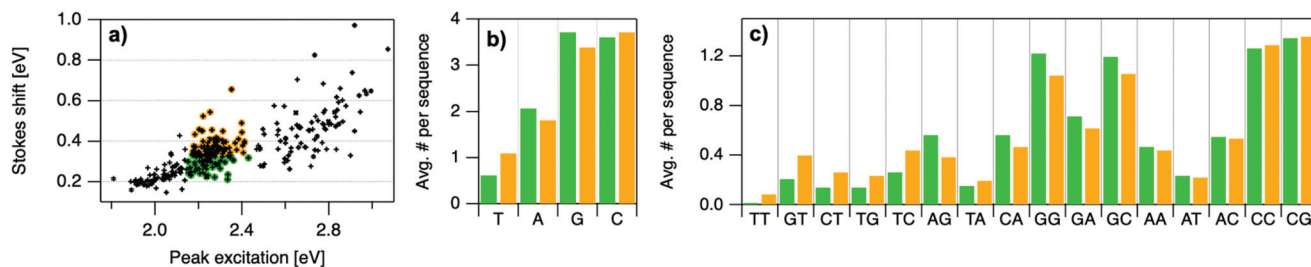 a)
Stokes shift [eV]
1.0
0.8
0.6
0.4
0.2
2.0 2.4 2.8
Peak excitation [eV]
b)
Avg. # per sequence
4
3
2
1
0
T A G C
c)
Avg. # per sequence
1.2
0.8
0.4
0.0
TT GT CT TG TC AG TA CA GG GA GC AA AT AC CC CG